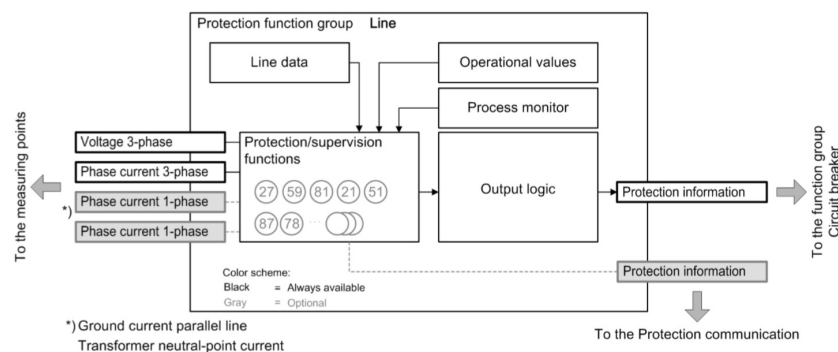 Protection function group Line
Line data
Operational values
Process monitor
To the measuring points
Voltage 3-phase
Phase current 3-phase
*)
Phase current 1-phase
Phase current 1-phase
Protection/supervision
functions
27 59 81 21 51
87 78 ...
Output logic
Protection information
To the function group
Circuit breaker
Protection information
Color scheme:
Black = Always available
Gray = Optional
*) Ground current parallel line
Transformer neutral-point current
To the Protection communication